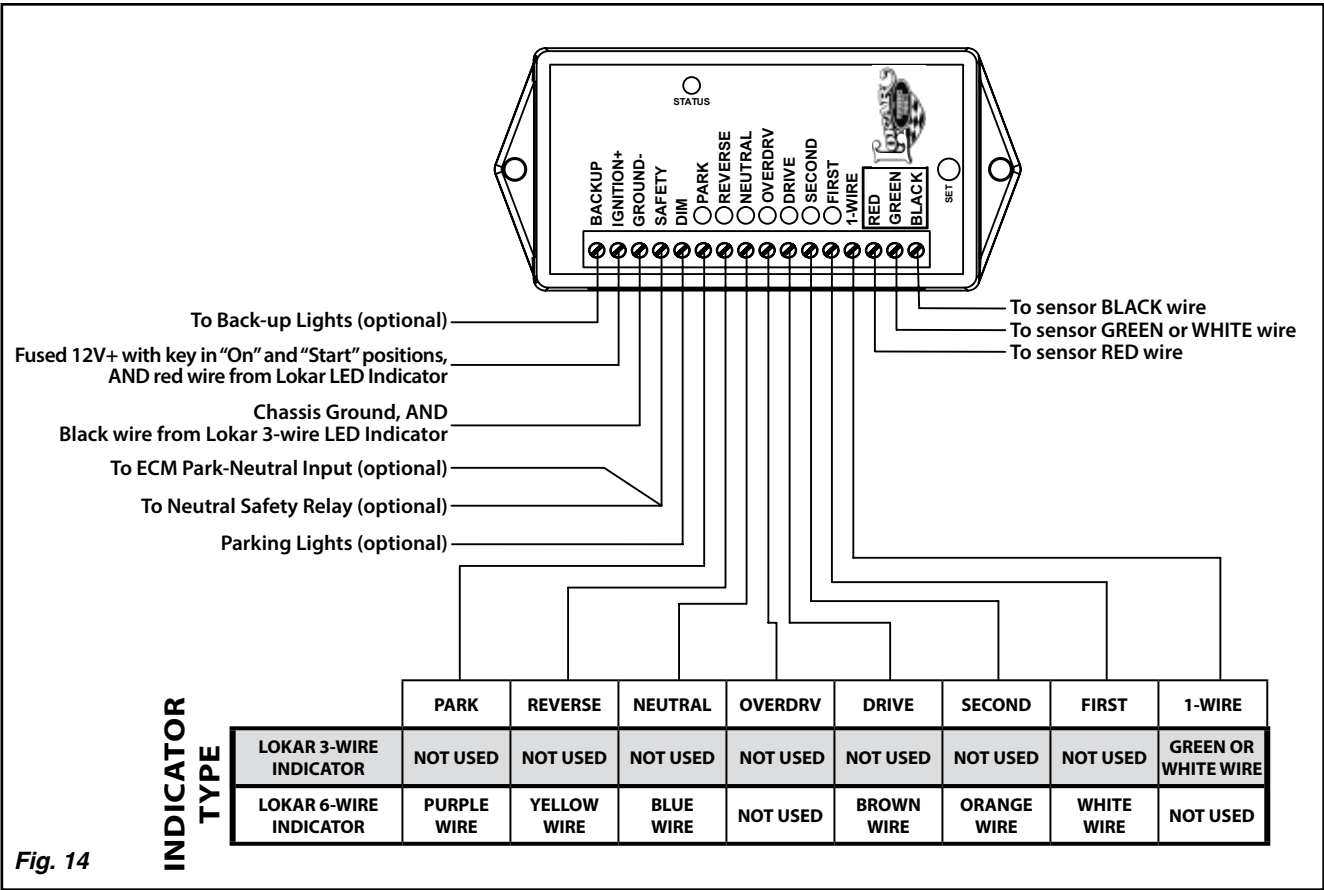 STATUS
LOKAR
BACKUP
IGNITION+
GROUND-
SAFETY
DIM
PARK
REVERSE
NEUTRAL
OVERDRV
DRIVE
SECOND
FIRST
1-WIRE
RED
GREEN
BLACK
SET
To Back-up Lights (optional)
Fused 12V+ with key in “On” and “Start” positions,
AND red wire from Lokar LED Indicator
Chassis Ground, AND
Black wire from Lokar 3-wire LED Indicator
To ECM Park-Neutral Input (optional)
To Neutral Safety Relay (optional)
Parking Lights (optional)
To sensor BLACK wire
To sensor GREEN or WHITE wire
To sensor RED wire
INDICATOR
TYPE
PARK REVERSE NEUTRAL OVERDRV DRIVE SECOND FIRST 1-WIRE
LOKAR 3-WIRE
INDICATOR
NOT USED NOT USED NOT USED NOT USED NOT USED NOT USED NOT USED
GREEN OR
WHITE WIRE
LOKAR 6-WIRE
INDICATOR
PURPLE
WIRE
YELLOW
WIRE
BLUE
WIRE
NOT USED
BROWN
WIRE
ORANGE
WIRE
WHITE
WIRE
NOT USED
Fig. 14